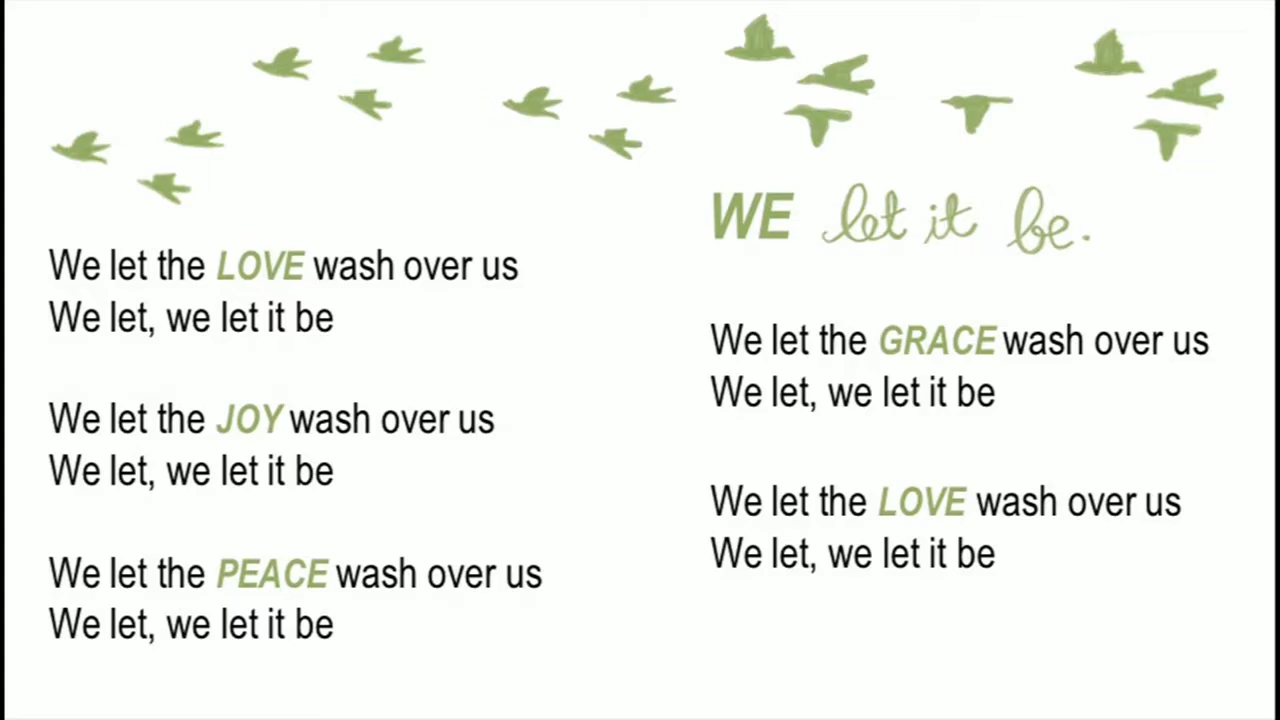 We let the LOVE wash over us
We let, we let it be
We let the JOY wash over us
We let, we let it be
We let the PEACE wash over us
We let, we let it be
WE let it be.
We let the GRACE wash over us
We let, we let it be
We let the LOVE wash over us
We let, we let it be